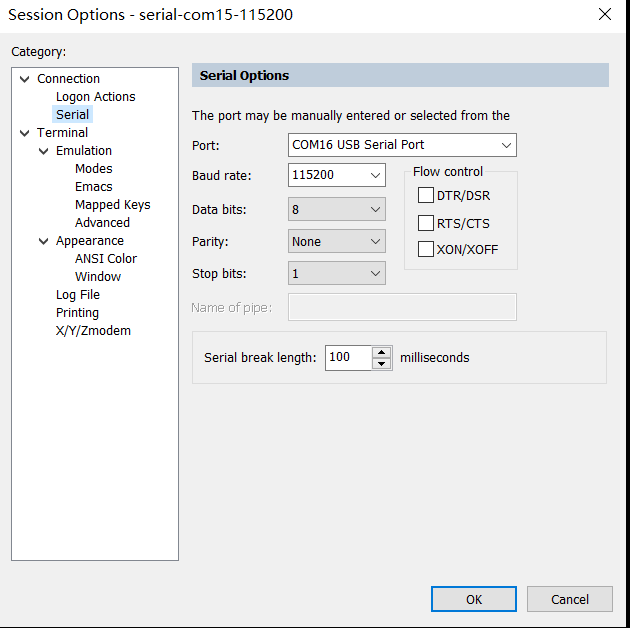 Session Options - serial-com15-115200
Category:
Connection
Logon Actions
Serial
Terminal
Emulation
Modes
Emacs
Mapped Keys
Advanced
Appearance
ANSI Color
Window
Log File
Printing
X/Y/Zmodem
Serial Options
The port may be manually entered or selected from the
Port: COM16 USB Serial Port
Baud rate: 115200
Flow control
DTR/DSR
Data bits: 8
RTS/CTS
Parity: None
XON/XOFF
Stop bits: 1
Name of pipe:
Serial break length: 100 milliseconds
OK Cancel